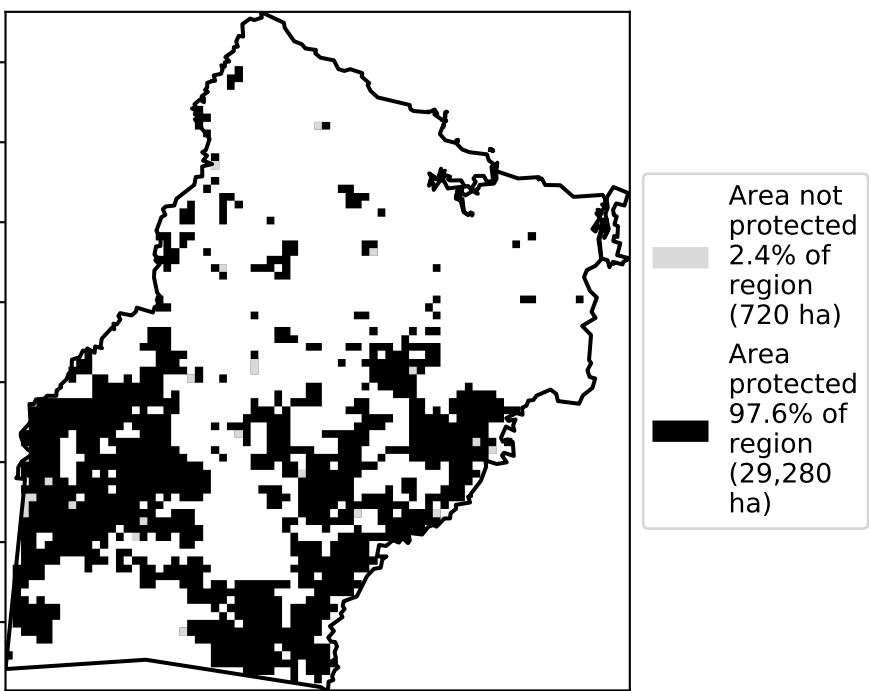 Area not
protected
2.4% of
region
(720 ha)
Area
protected
97.6% of
region
(29,280
ha)